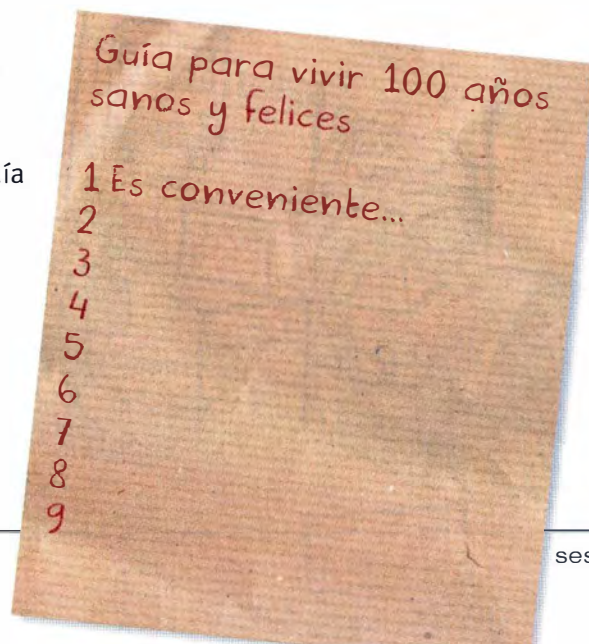 Guía para vivir 100 años
sanos y felices
ía
1 Es conveniente...
2
3
4
5
6
7
8
9
ses